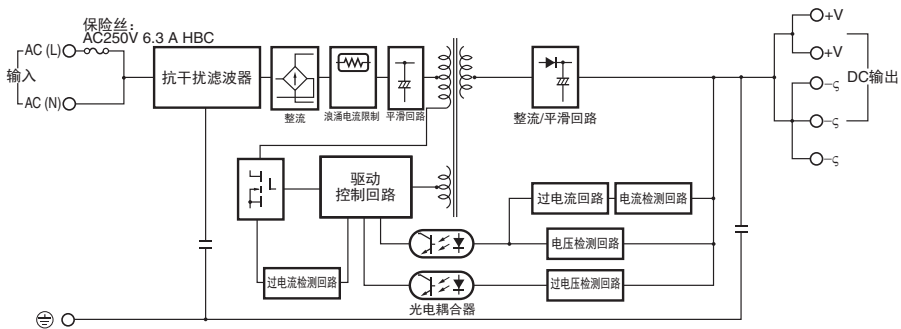 保险丝：
AC250V 6.3 A HBC
AC (L)
输入
AC (N)
抗干扰滤波器
整流
浪涌电流限制
平滑回路
整流/平滑回路
+V
+V
DC输出
驱动
控制回路
过电流回路
电流检测回路
电压检测回路
过电流检测回路
过电压检测回路
光电耦合器